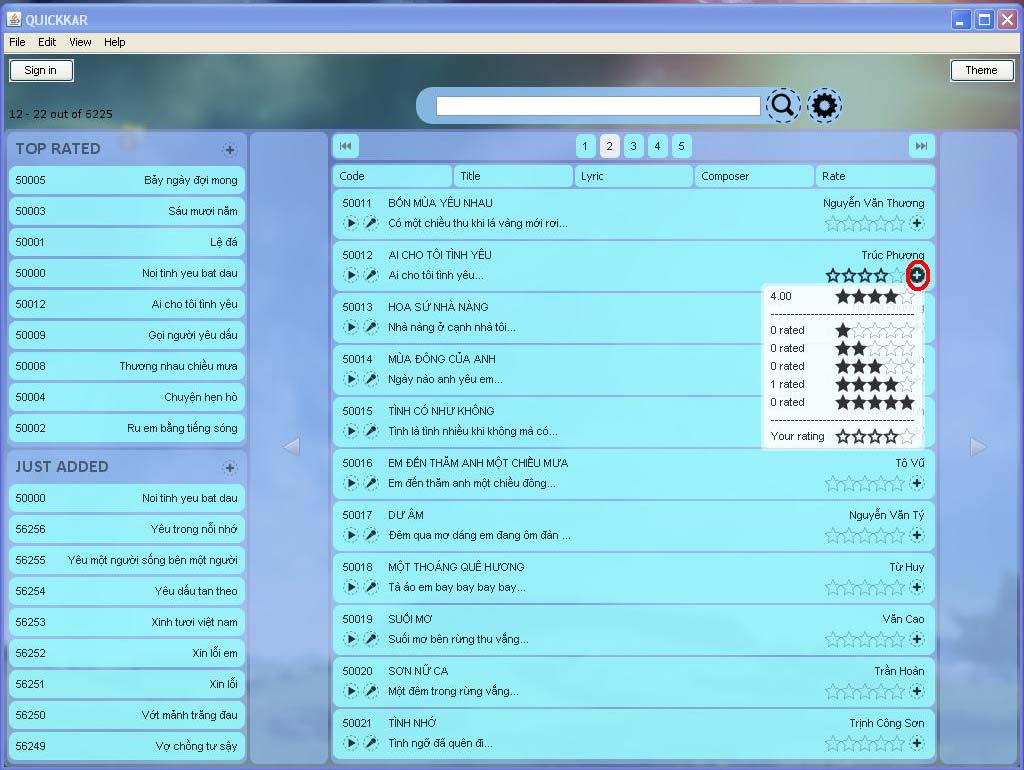 QUICKKAR
File Edit View Help
Sign in
Theme
12 - 22 out of 6225
TOP RATED +
50005 Bảy ngày đợi mong
50003 Sáu mươi năm
50001 Lệ đá
50000 Noi tinh yeu bat dau
50012 Ai cho tôi tình yêu
50009 Gọi người yêu dấu
50008 Thương nhau chiều mưa
50004 Chuyện hẹn hò
50002 Ru em bằng tiếng sóng
JUST ADDED +
50000 Noi tinh yeu bat dau
56256 Yêu trong nỗi nhớ
56255 Yêu một người sống bên một người
56254 Yêu dấu tan theo
56253 Xinh tươi việt nam
56252 Xin lỗi em
56251 Xin lỗi
56250 Vớt mảnh trăng đau
56249 Vợ chồng tư sậy
1 2 3 4 5
Code Title Lyric Composer Rate
50011 BỐN MÙA YÊU NHAU Nguyễn Văn Thương
Có một chiều thu khi lá vàng mới rơi...
50012 AI CHO TÔI TÌNH YÊU Trúc Phương
Ai cho tôi tình yêu...
50013 HOA SỨ NHÀ NÀNG
Nhà nàng ở cạnh nhà tôi...
50014 MÙA ĐÔNG CỦA ANH
Ngày nào anh yêu em...
50015 TÌNH CÓ NHƯ KHÔNG
Tình là tình nhiều khi không mà có...
4.00
0 rated
0 rated
0 rated
1 rated
0 rated
Your rating
50016 EM ĐẾN THĂM ANH MỘT CHIỀU MƯA Tô Vũ
Em đến thăm anh một chiều đông...
50017 DƯ ÂM Nguyễn Văn Tý
Đêm qua mơ dáng em đang ôm đàn ...
50018 MỘT THOÁNG QUÊ HƯƠNG Từ Huy
Tà áo em bay bay bay bay...
50019 SUỐI MƠ Văn Cao
Suối mơ bên rừng thu vắng...
50020 SƠN NỮ CA Trần Hoàn
Một đêm trong rừng vắng...
50021 TÌNH NHỚ Trịnh Công Sơn
Tình ngỡ đã quên đi...